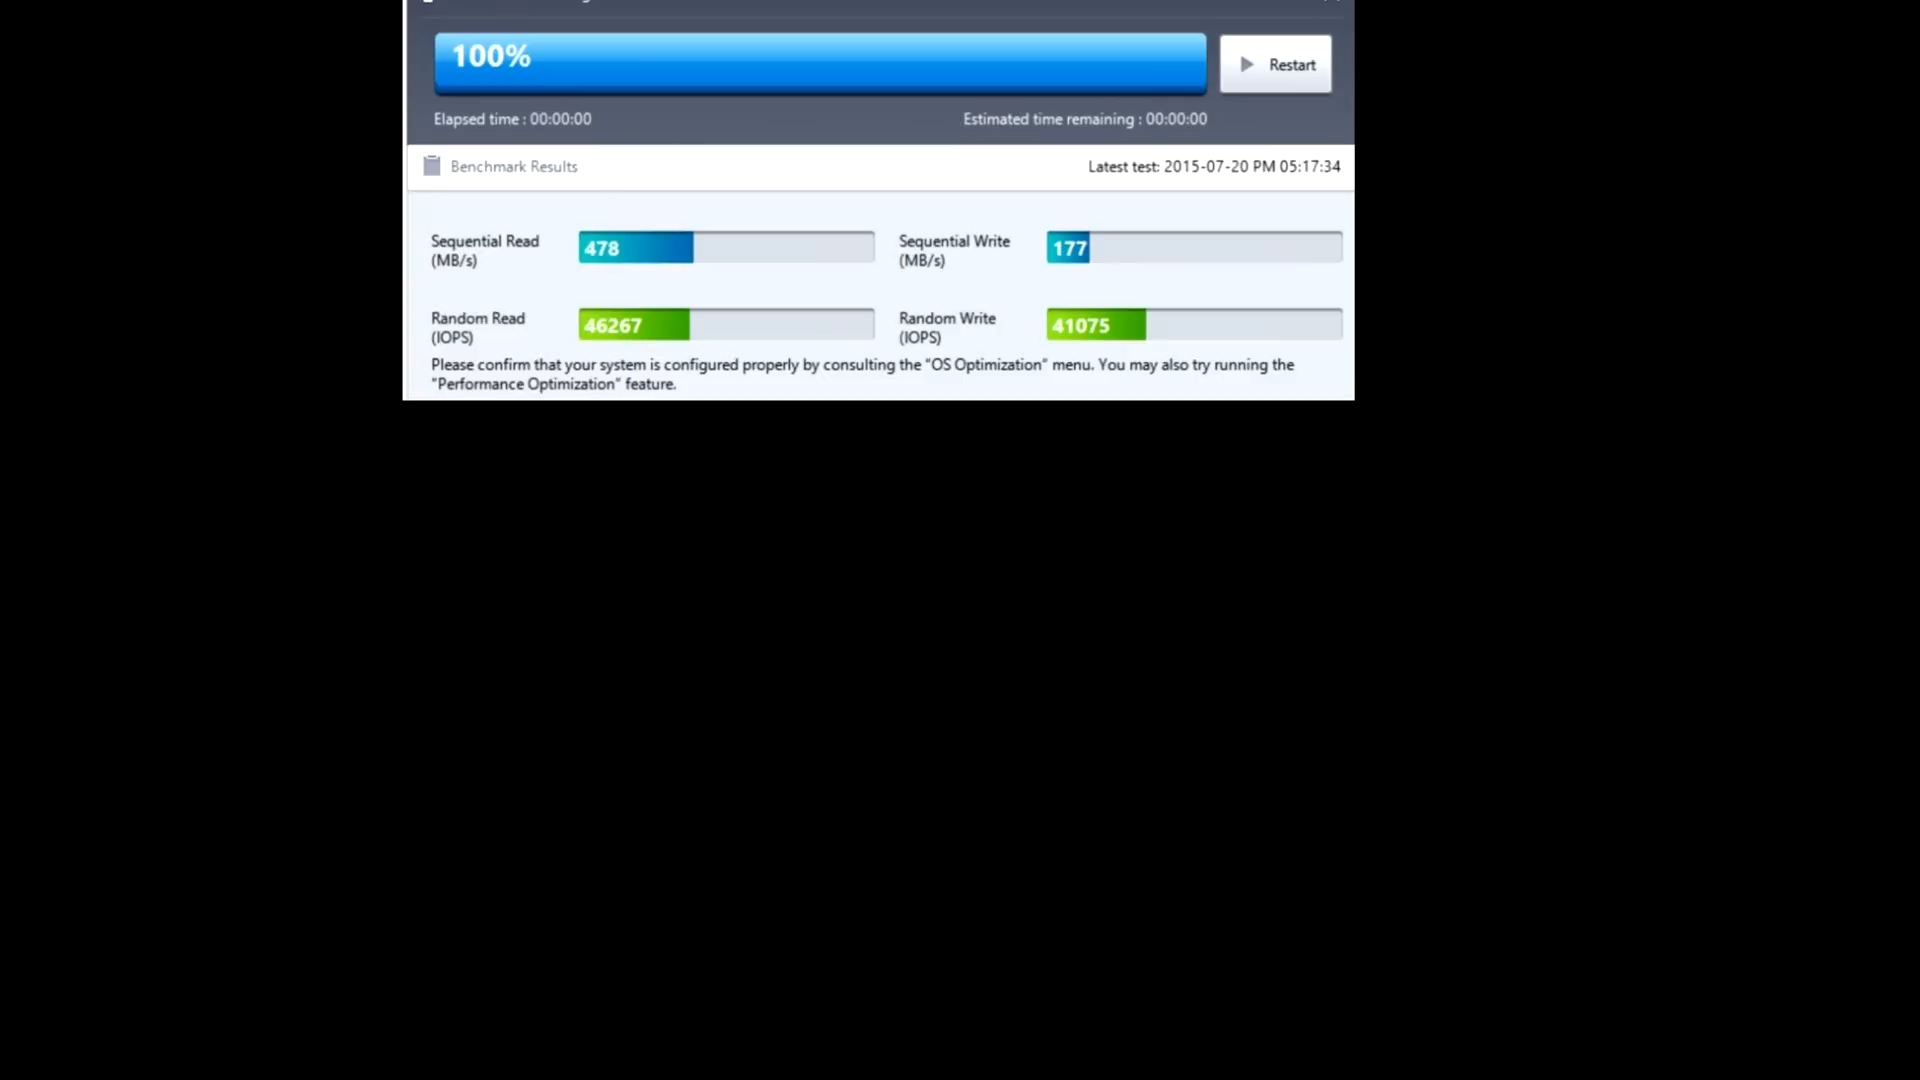 100%
Restart
Elapsed time : 00:00:00
Estimated time remaining : 00:00:00
Benchmark Results
Latest test: 2015-07-20 PM 05:17:34
Sequential Read
(MB/s)
478
Sequential Write
(MB/s)
177
Random Read
(IOPS)
46267
Random Write
(IOPS)
41075
Please confirm that your system is configured properly by consulting the "OS Optimization" menu. You may also try running the
"Performance Optimization" feature.